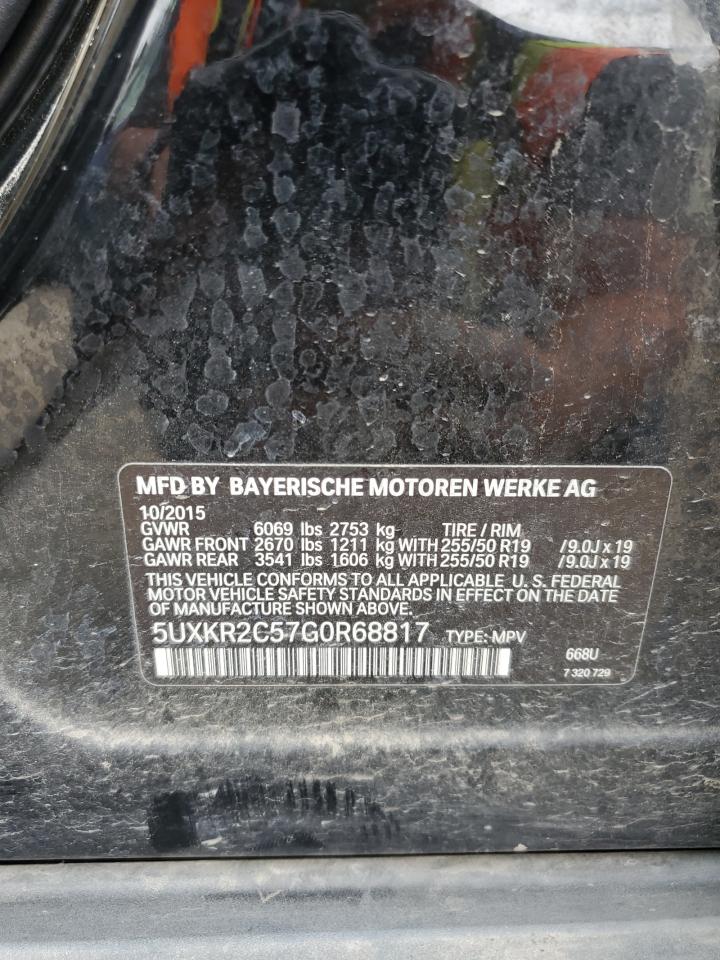 MFD BY BAYERISCHE MOTOREN WERKE AG
10/2015
GVWR 6069 lbs 2753 kg TIRE / RIM
GAWR FRONT 2670 lbs 1211 kg WITH 255/50 R19 /9.0J x 19
GAWR REAR 3541 lbs 1606 kg WITH 255/50 R19 /9.0J x 19
THIS VEHICLE CONFORMS TO ALL APPLICABLE U. S. FEDERAL
MOTOR VEHICLE SAFETY STANDARDS IN EFFECT ON THE DATE
OF MANUFACTURE SHOWN ABOVE.
5UXKR2C57G0R68817 TYPE: MPV
668U
7 320 729